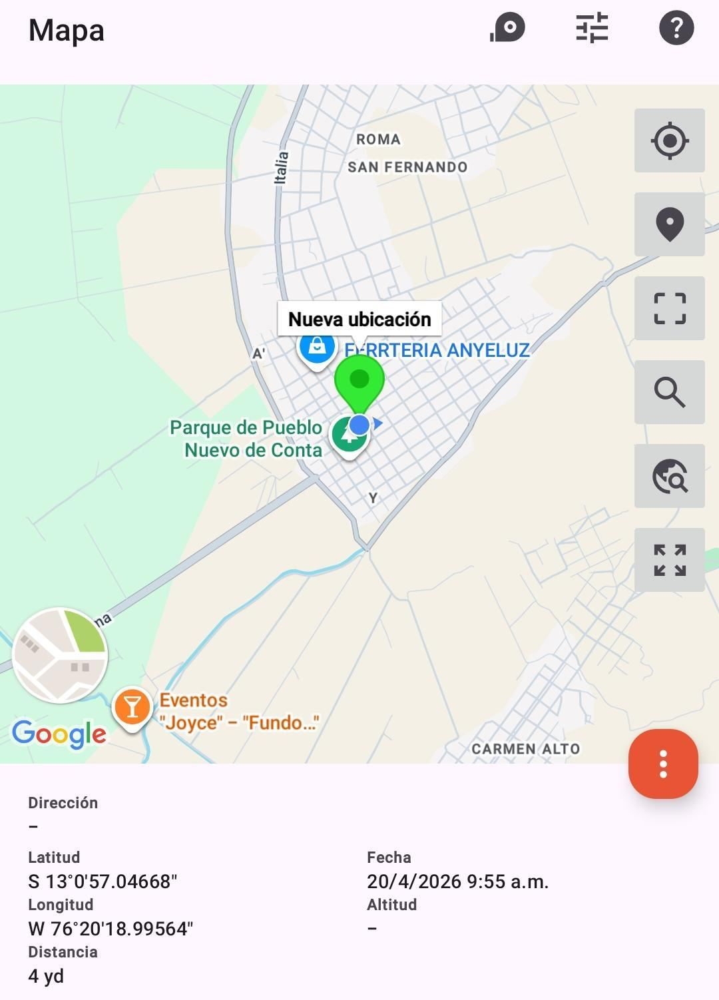 Mapa
ROMA
SAN FERNANDO
Italia
Nueva ubicación
FERRTERIA ANYELUZ
A'
Parque de Pueblo
Nuevo de Conta
Y
na
Eventos
"Joyce" – "Fundo..."
Google
CARMEN ALTO
Dirección
–
Latitud
S 13°0'57.04668"
Longitud
W 76°20'18.99564"
Distancia
4 yd
Fecha
20/4/2026 9:55 a.m.
Altitud
–